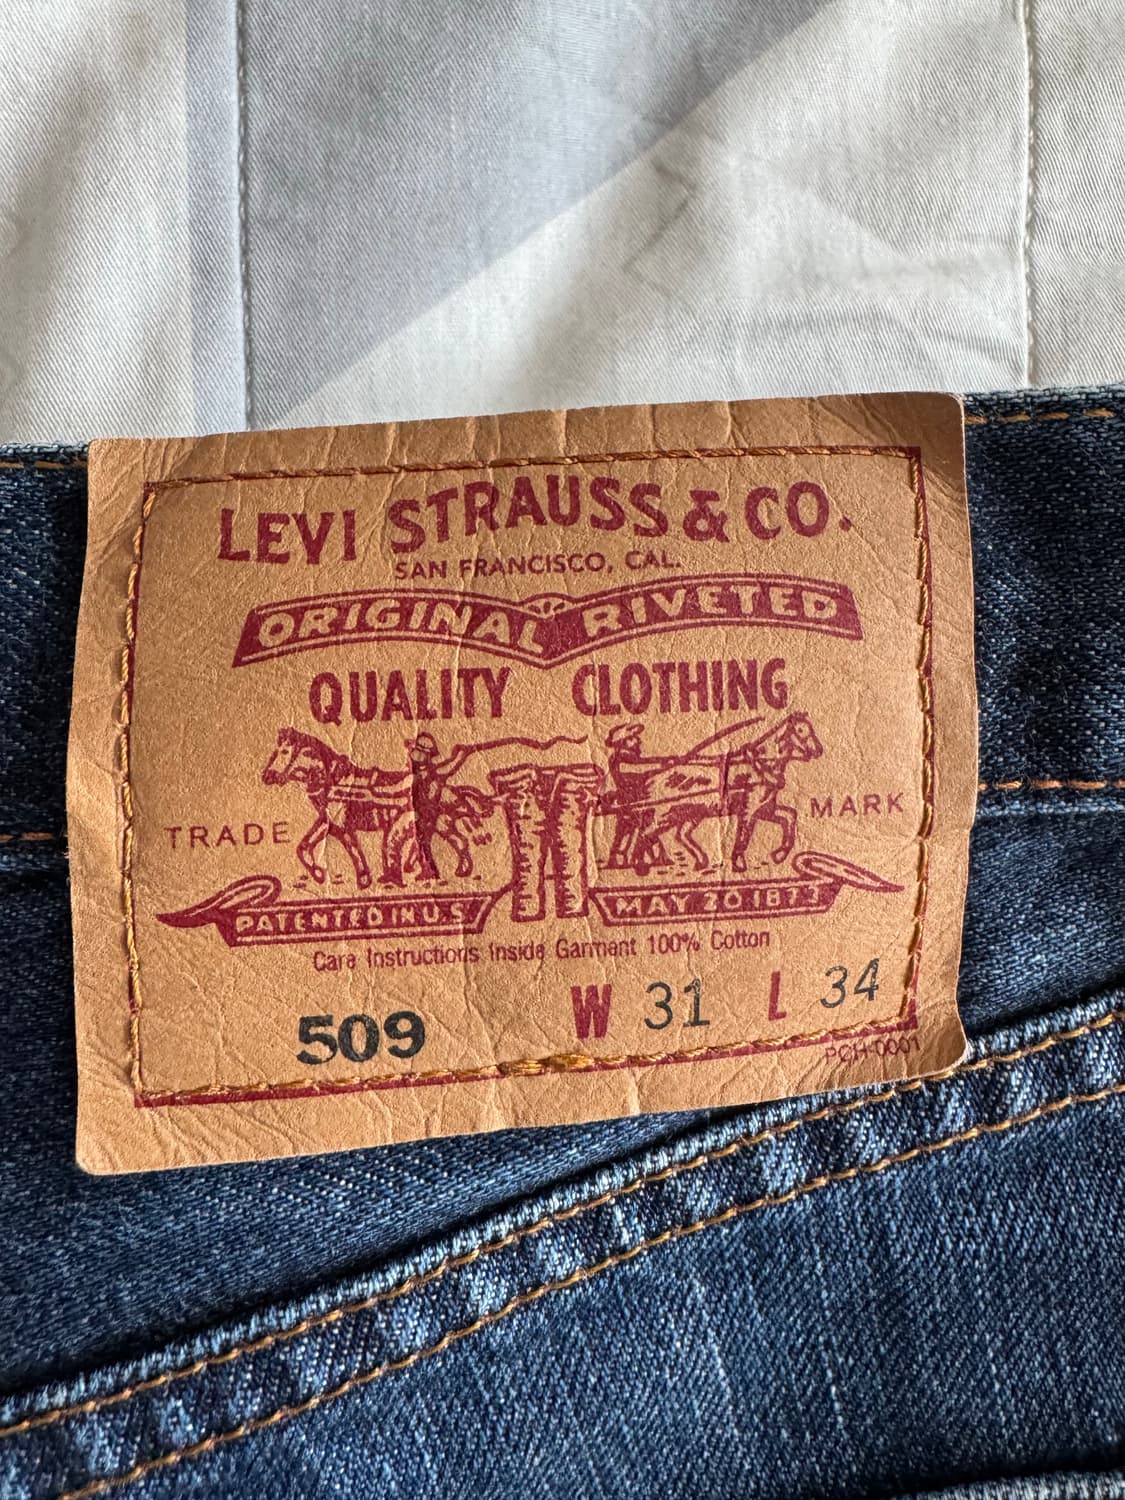 LEVI STRAUSS & CO.
SAN FRANCISCO, CAL.
ORIGINAL RIVETED
QUALITY CLOTHING
TRADE MARK
PATENTED IN U.S. MAY 20 1873
Care Instructions Inside Garment 100% Cotton
509 W 31 L 34
PCH-0001